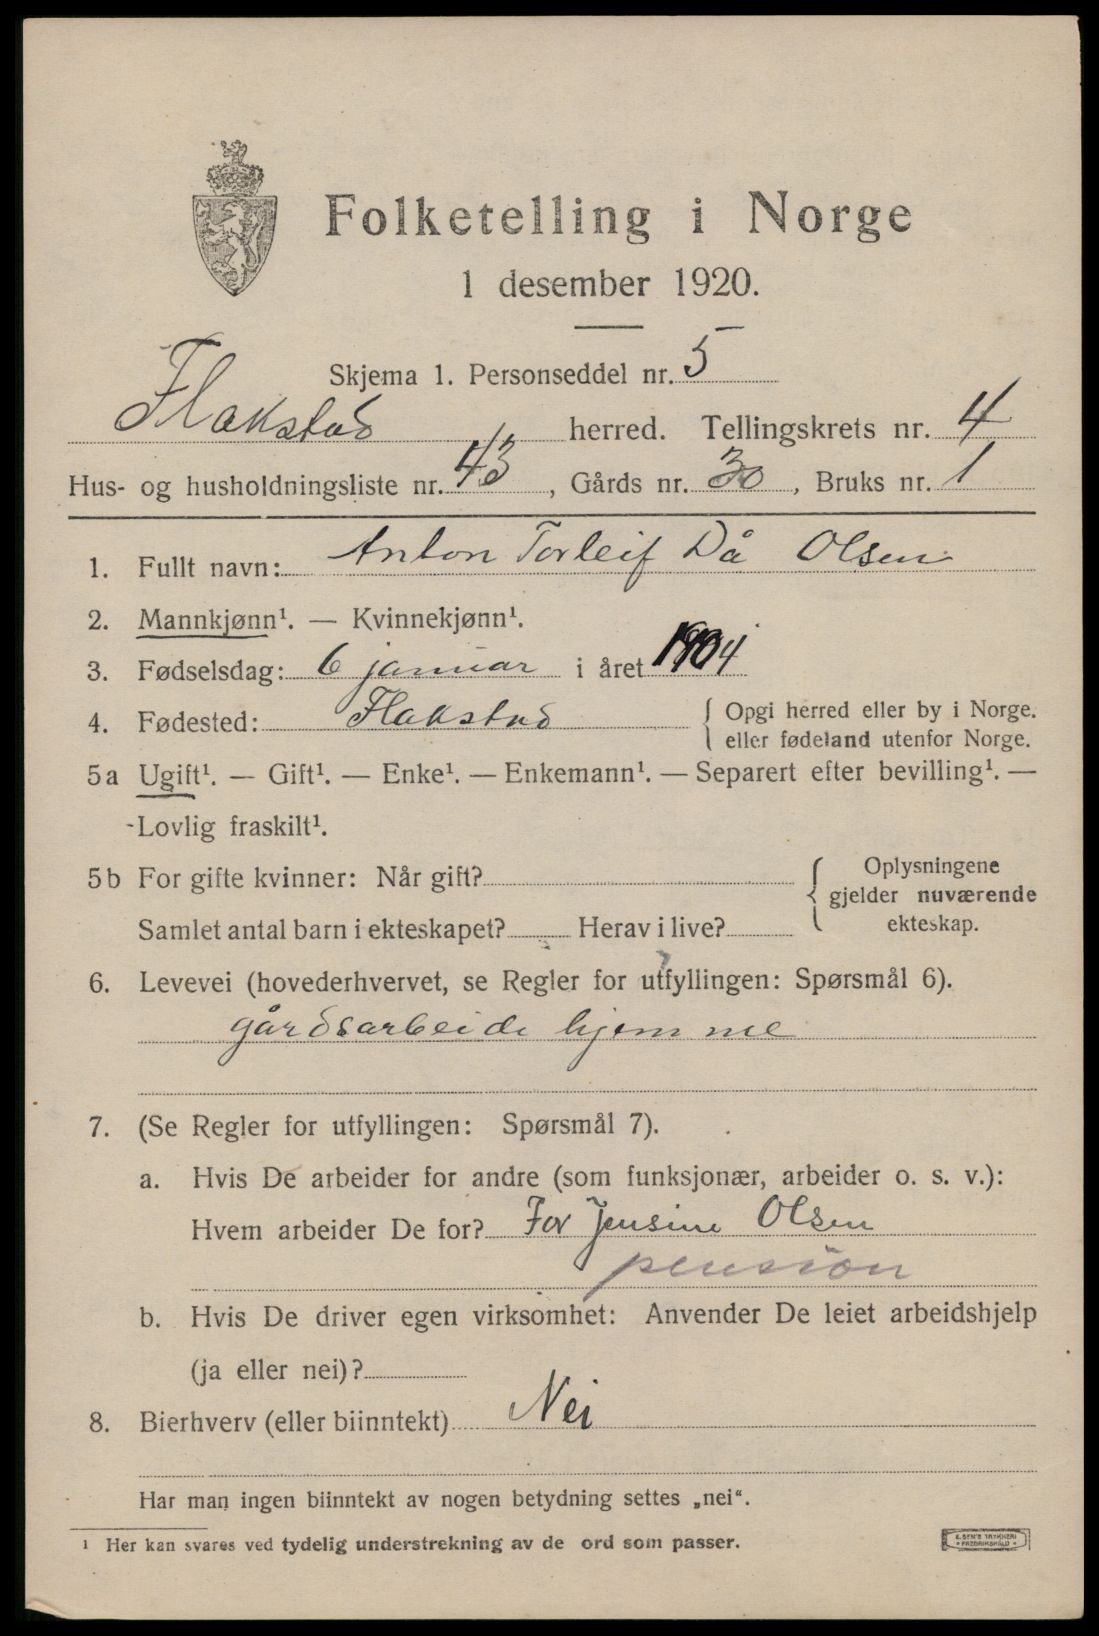 Folketelling i Norge
1 desember 1920.
Skjema 1. Personseddel nr. 5
Flakstad herred. Tellingskrets nr. 4
Hus- og husholdningsliste nr. 43, Gårds nr. 30, Bruks nr. 1
1. Fullt navn: Anton Torleif Då Olsen
2. Mannkjønn¹. — Kvinnekjønn¹.
3. Fødselsdag: 6 januar i året 1904
4. Fødested: Flakstad { Opgi herred eller by i Norge.
eller fødeland utenfor Norge.
5a Ugift¹. — Gift¹. — Enke¹. — Enkemann¹. — Separert efter bevilling¹. —
-Lovlig fraskilt¹.
5b For gifte kvinner: Når gift? { Oplysningene
gjelder nuværende
Samlet antal barn i ekteskapet? Herav i live? ekteskap.
6. Levevei (hovederhvervet, se Regler for utfyllingen: Spørsmål 6).
gårdsarbeide hjemme
7. (Se Regler for utfyllingen: Spørsmål 7).
a. Hvis De arbeider for andre (som funksjonær, arbeider o. s. v.):
Hvem arbeider De for? For Jensine Olsen
pension
b. Hvis De driver egen virksomhet: Anvender De leiet arbeidshjelp
(ja eller nei)?
8. Bierhverv (eller biinntekt) Nei
Har man ingen biinntekt av nogen betydning settes „nei“.
¹ Her kan svares ved tydelig understrekning av de ord som passer.
E. SEN'S TRYKKERI
• FREDRIKSHALD •